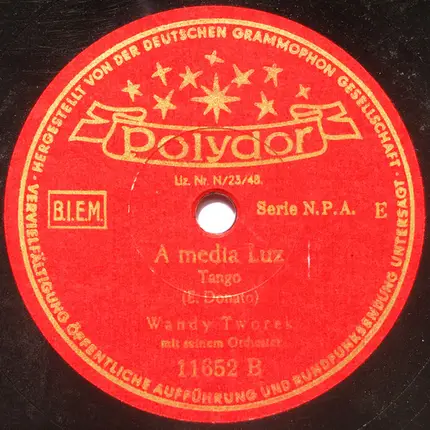 HERGESTELLT VON DER DEUTSCHEN GRAMMOPHON GESELLSCHAFT · VERVIELFÄLTIGUNG ÖFFENTLICHE AUFFÜHRUNG UND RUNDFUNKSENDUNG UNTERSAGT ·
Polydor
Liz. Nr. N/23/48.
B.I.E.M. Serie N.P.A. E
A media Luz
Tango
(E. Donato)
Wandy Tworek
mit seinem Orchester
11652 B